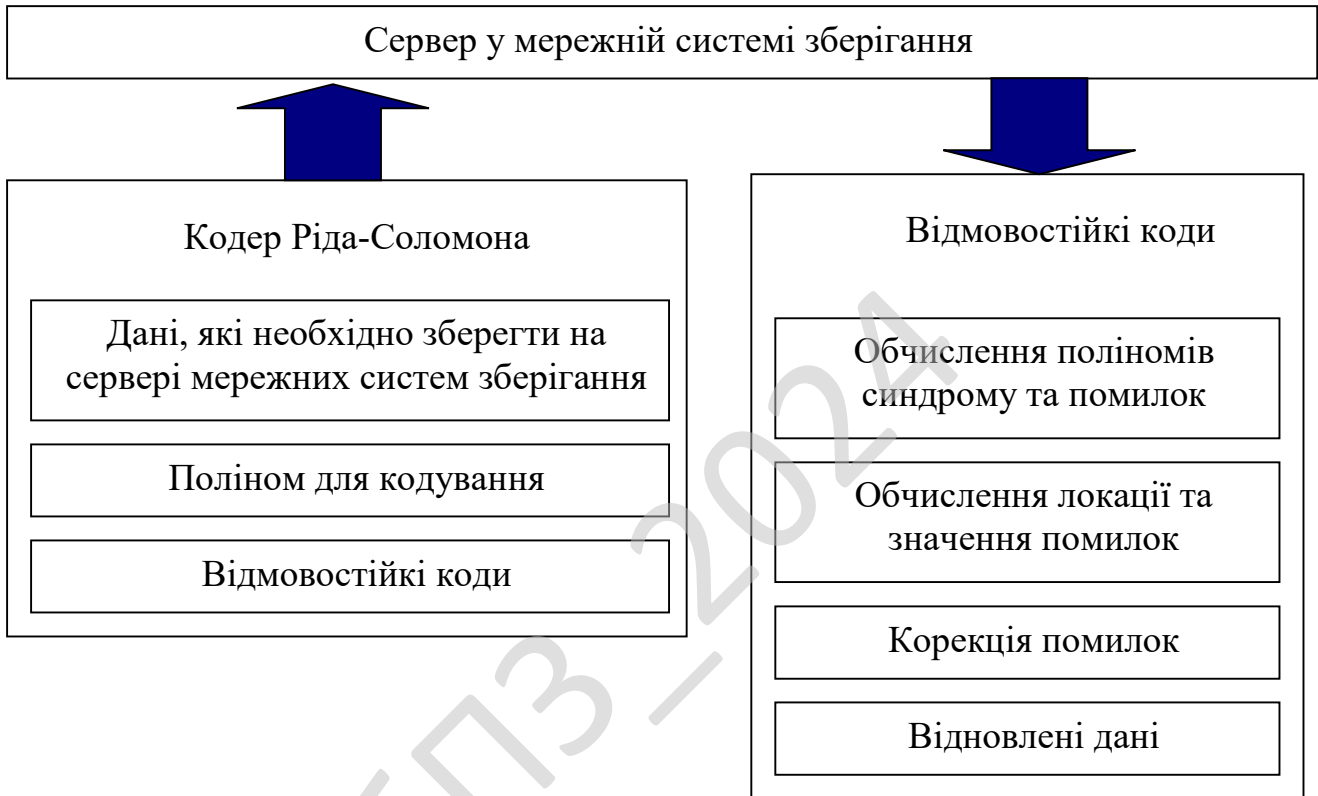 Сервер у мережній системі зберігання
Кодер Ріда-Соломона
Дані, які необхідно зберегти на
сервері мережних систем зберігання
Поліном для кодування
Відмовостійкі коди
Відмовостійкі коди
Обчислення поліномів
синдрому та помилок
Обчислення локації та
значення помилок
Корекція помилок
Відновлені дані
ПЗ_2024